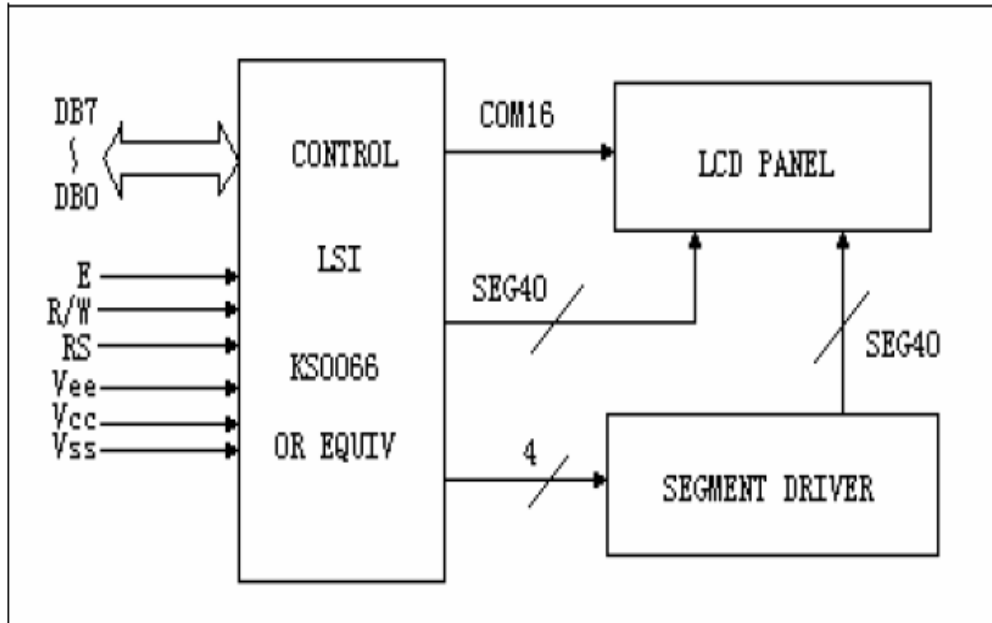 DB7
DB0
E
R/W
RS
Vee
Vcc
Vss
CONTROL
LSI
KS0066
OR EQUIV
COM16
SEG40
4
LCD PANEL
SEG40
SEGMENT DRIVER